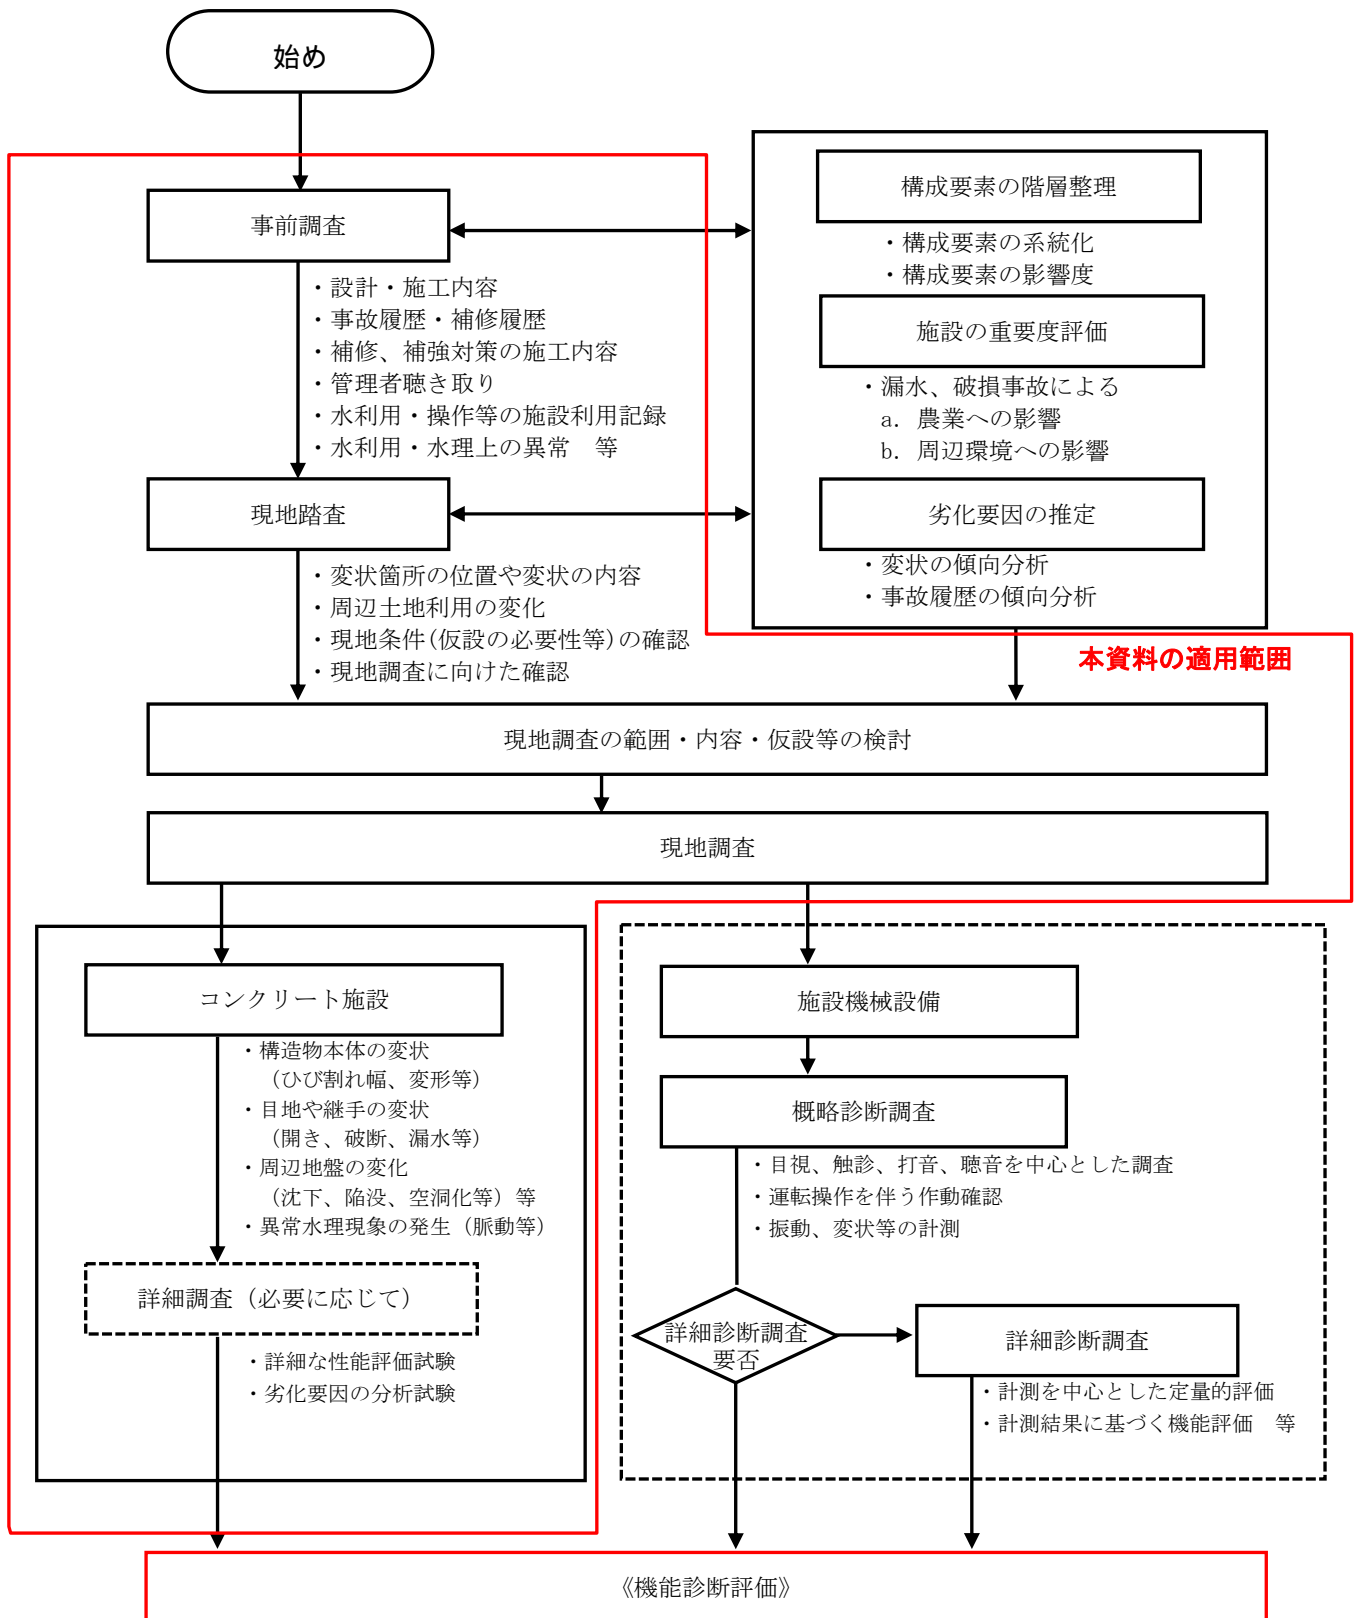 始め
事前調査
・設計・施工内容
・事故履歴・補修履歴
・補修、補強対策の施工内容
・管理者聴き取り
・水利用・操作等の施設利用記録
・水利用・水理上の異常　等
構成要素の階層整理
・構成要素の系統化
・構成要素の影響度
施設の重要度評価
・漏水、破損事故による
a. 農業への影響
b. 周辺環境への影響
劣化要因の推定
・変状の傾向分析
・事故履歴の傾向分析
現地踏査
・変状箇所の位置や変状の内容
・周辺土地利用の変化
・現地条件(仮設の必要性等)の確認
・現地調査に向けた確認
本資料の適用範囲
現地調査の範囲・内容・仮設等の検討
現地調査
コンクリート施設
・構造物本体の変状
（ひび割れ幅、変形等）
・目地や継手の変状
（開き、破断、漏水等）
・周辺地盤の変化
（沈下、陥没、空洞化等）等
・異常水理現象の発生（脈動等）
詳細調査（必要に応じて）
・詳細な性能評価試験
・劣化要因の分析試験
施設機械設備
概略診断調査
・目視、触診、打音、聴音を中心とした調査
・運転操作を伴う作動確認
・振動、変状等の計測
詳細診断調査
要否
詳細診断調査
・計測を中心とした定量的評価
・計測結果に基づく機能評価　等
《機能診断評価》